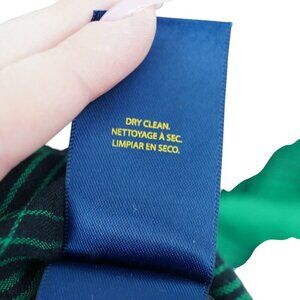 DRY CLEAN.
NETTOYAGE À SEC.
LIMPIAR EN SECO.